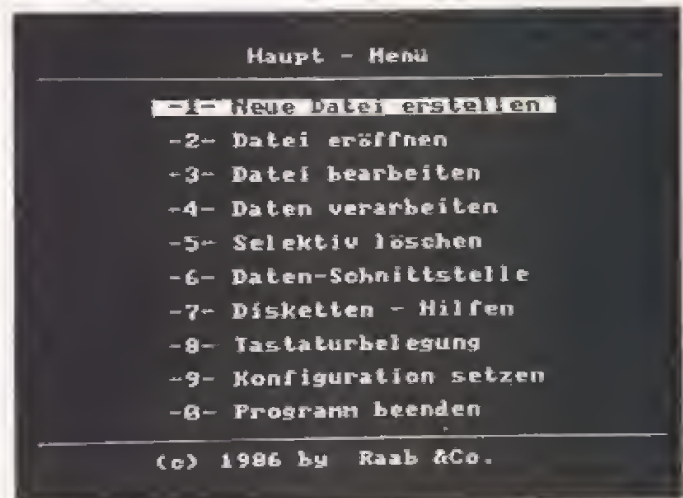 Haupt - Menü
-1- Neue Datei erstellen
-2- Datei eröffnen
-3- Datei bearbeiten
-4- Daten verarbeiten
-5- Selektiv löschen
-6- Daten-Schnittstelle
-7- Disketten - Hilfen
-8- Tastaturbelegung
-9- Konfiguration setzen
-0- Programm beenden
(c) 1986 by Raab &Co.